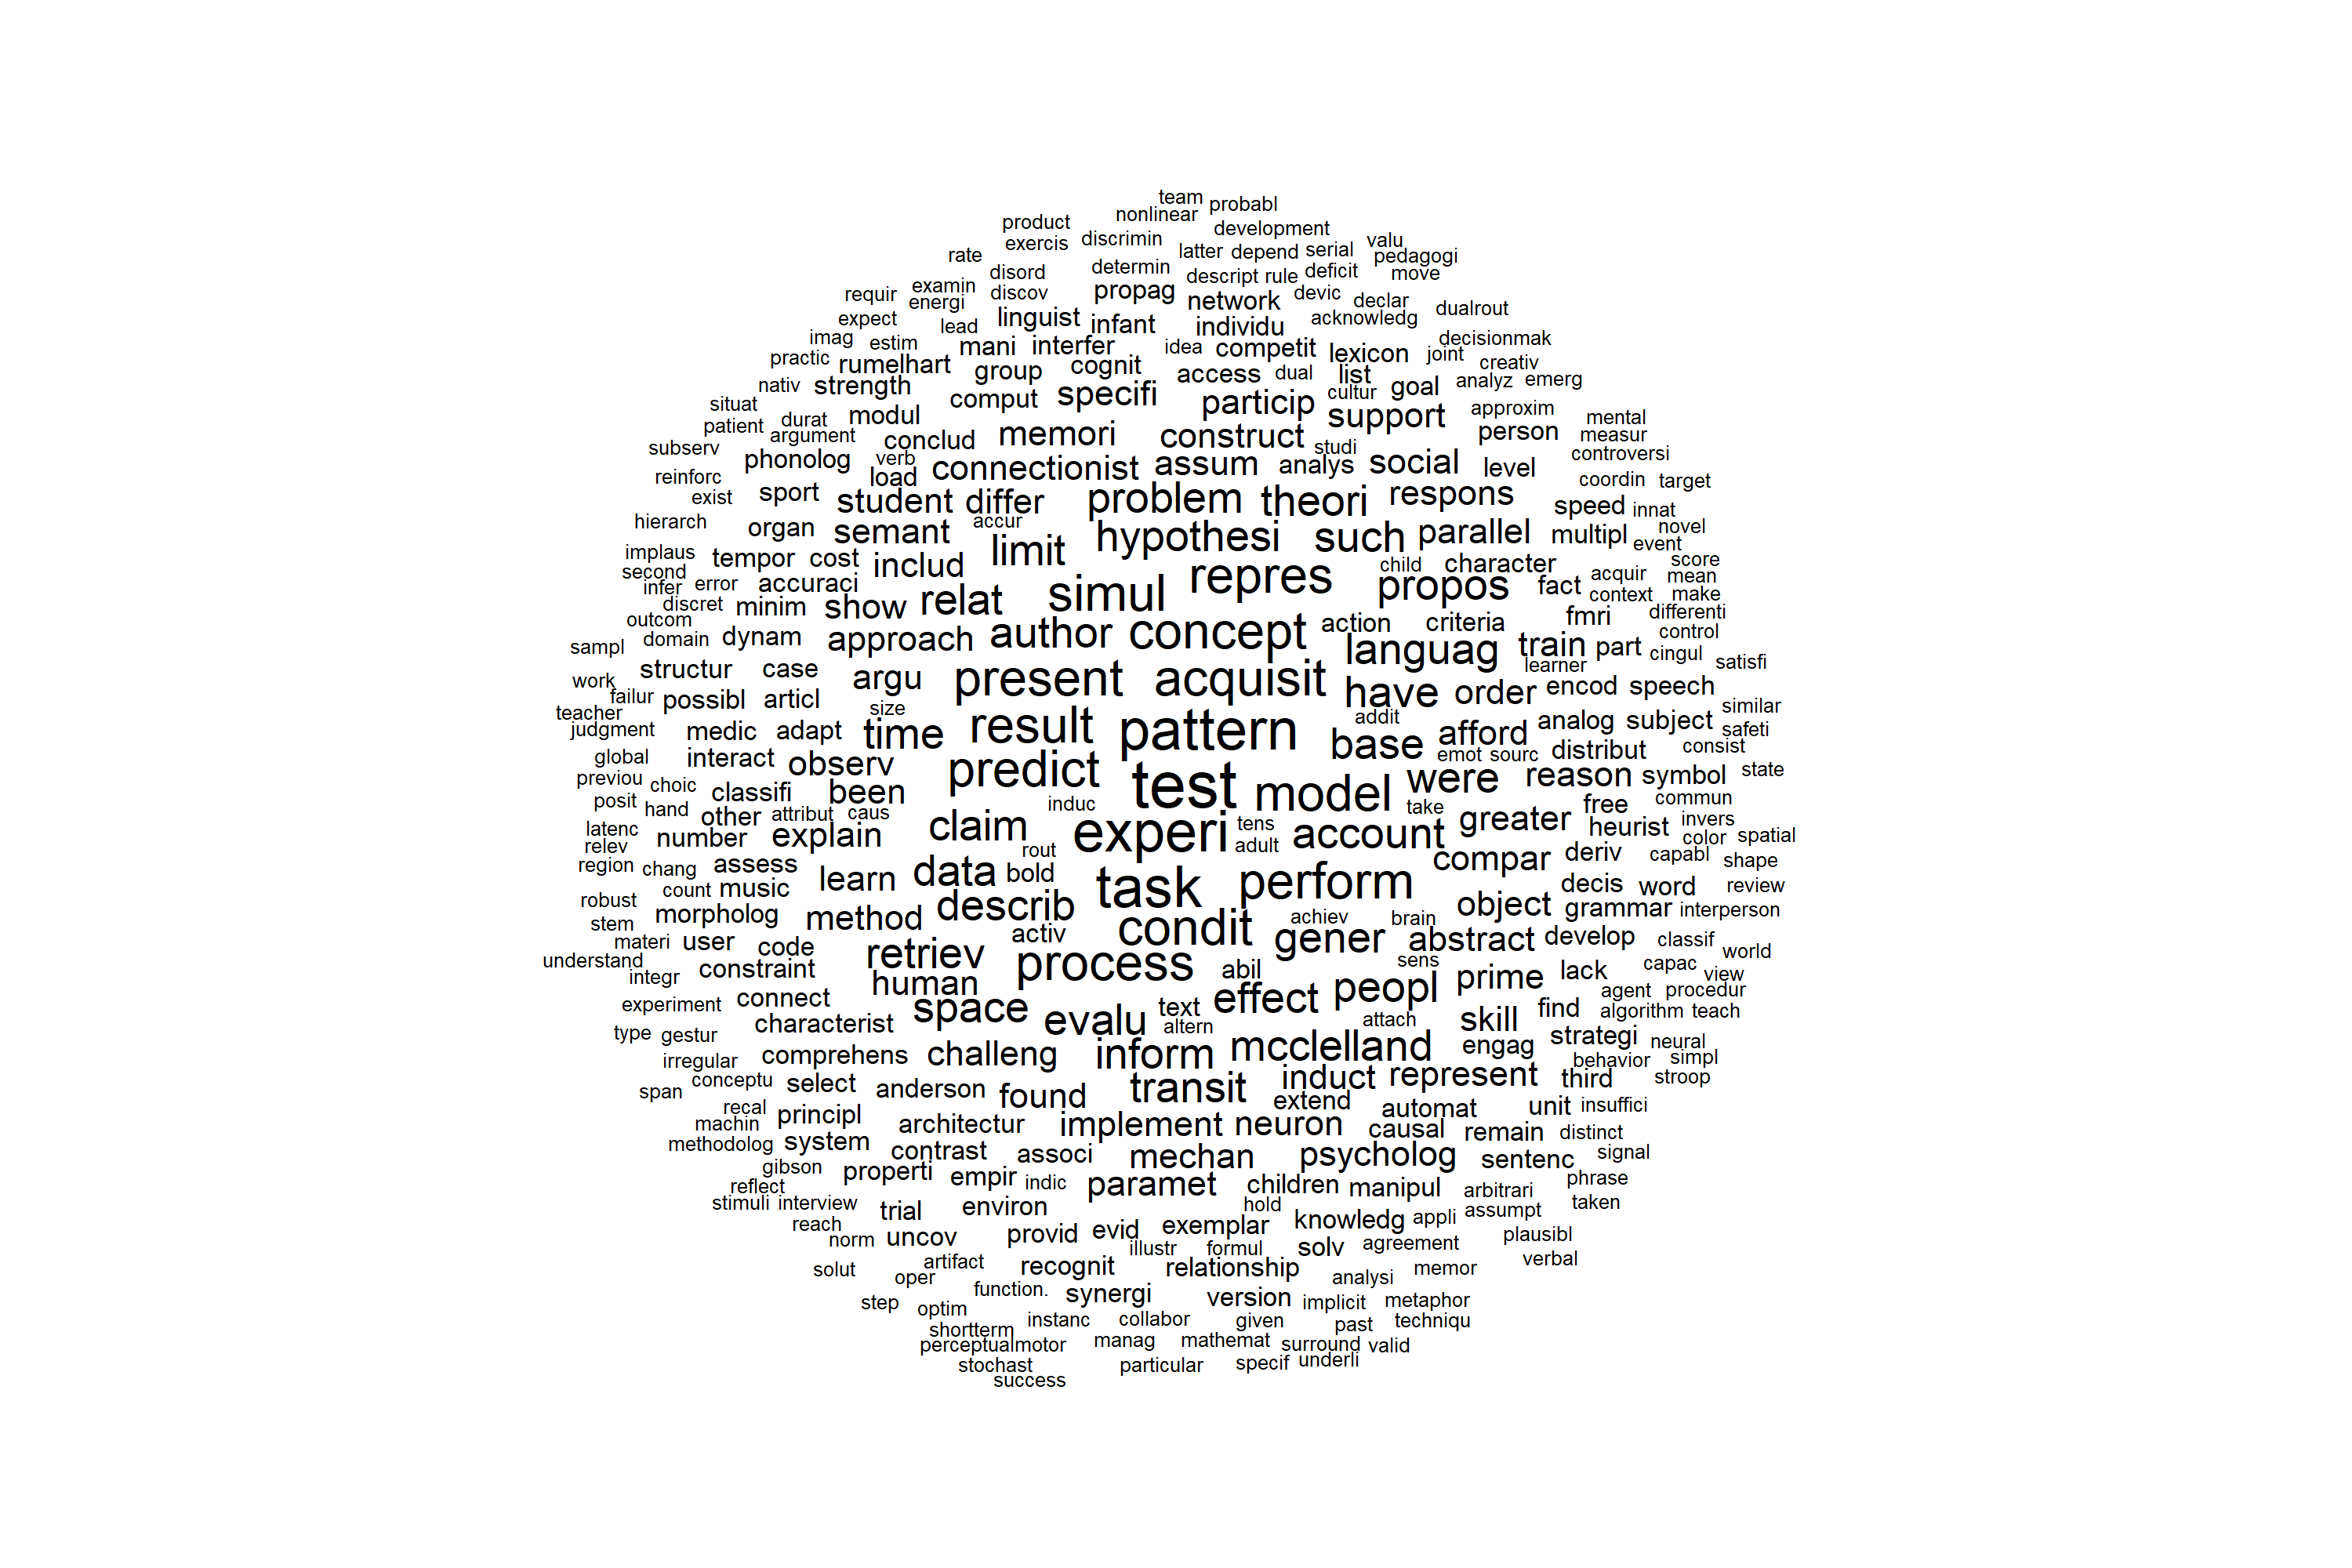 team
nonlinear probabl
product development
exercis discrimin valu
rate latter depend serial pedagogi
disord determin descript rule deficit move
requir examin discov propag network devic declar dualrout
energi
expect lead linguist infant individu acknowledg
imag estim mani interfer idea competit lexicon joint decisionmak
practic rumelhart group cognit access dual list creativ
nativ strength comput specifi cultur goal analyz emerg
situat durat modul particip support approxim mental
patient argument conclud memori construct studi person measur
subserv phonolog verb connectionist assum analys social level controversi
reinforc load
exist sport student differ problem theori respons coordin target
hierarch organ semant accur speed innat
implaus tempor cost includ limit hypothesi such parallel multipl novel event
second infer error accuraci simul repres child character acquir score mean
discret minim show relat propos fact context make
outcom author concept action criteria fmri differenti
sampl domain dynam approach languag train part control
structur case argu present acquisit learner cingul satisfi
work failur possibl articl have order encod speech
teacher size similar
judgment medic adapt time result pattern addit base afford analog subject safeti
global interact observ predict emot sourc distribut consist
previou choic classifi been test model were reason symbol state
posit hand other attribut caus induc take free commun
latenc number explain claim experi tens account greater heurist invers
relev rout adult color spatial
region chang assess data bold compar deriv capabl shape
robust count music learn task perform decis word review
stem morpholog method describ achiev brain object grammar interperson
materi user code activ condit gener abstract develop classif
understand retriev process sens world
integr constraint human abil peopl prime lack capac view
experiment connect space text effect find agent procedur
type gestur characterist evalu altern attach skill algorithm teach
irregular comprehens challeng inform mcclelland engag strategi neural
conceptu select anderson found transit induct represent third behavior simpl
span stroop
recal principl architectur implement extend automat unit insuffici
machin neuron causal remain distinct
methodolog system contrast associ mechan psycholog sentenc signal
gibson properti empir indic paramet children manipul phrase
reflect arbitrari
stimuli interview trial environ hold assumpt taken
reach uncov provid evid exemplar knowledg appli plausibl
norm artifact illustr formul solv agreement verbal
solut oper recognit relationship analysi memor
function. synergi version
step optim implicit metaphor
shortterm instanc collabor given past techniqu
perceptualmotor manag mathemat surround valid
stochast particular specif underli
success